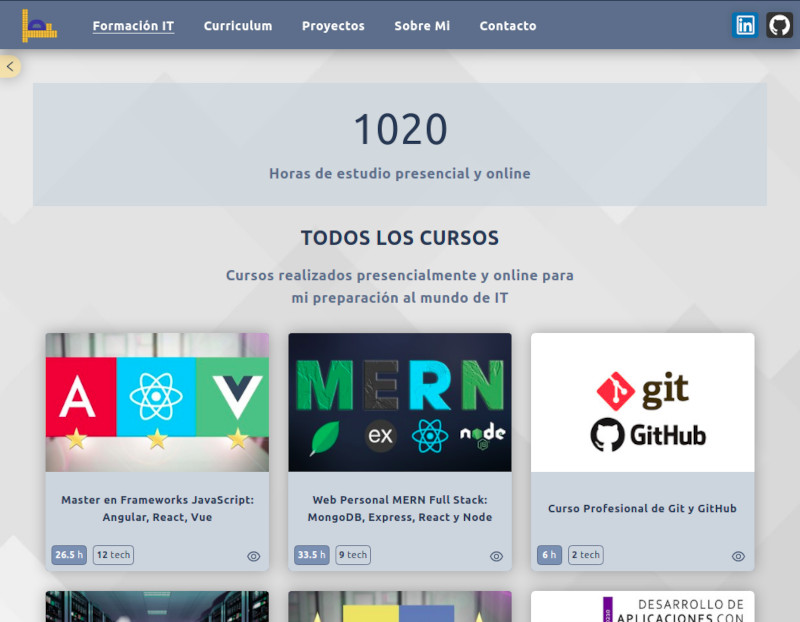 Formación IT Curriculum Proyectos Sobre Mi Contacto
in
1020
Horas de estudio presencial y online
TODOS LOS CURSOS
Cursos realizados presencialmente y online para
mi preparación al mundo de IT
A V
MERN
ex node
git
GitHub
Master en Frameworks JavaScript:
Angular, React, Vue
26.5 h 12 tech
Web Personal MERN Full Stack:
MongoDB, Express, React y Node
33.5 h 9 tech
Curso Profesional de Git y GitHub
6 h 2 tech
DESARROLLO DE
APLICACIONES CON